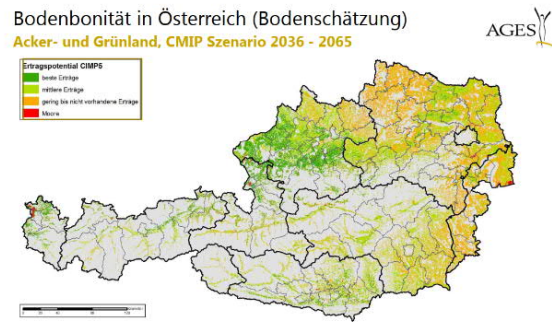 Bodenbonität in Österreich (Bodenschätzung)
AGES
Acker- und Grünland, CMIP Szenario 2036 - 2065
Ertragspotential CIMP5
beste Erträge
mittlere Erträge
gering bis nicht vorhandene Erträge
Moore